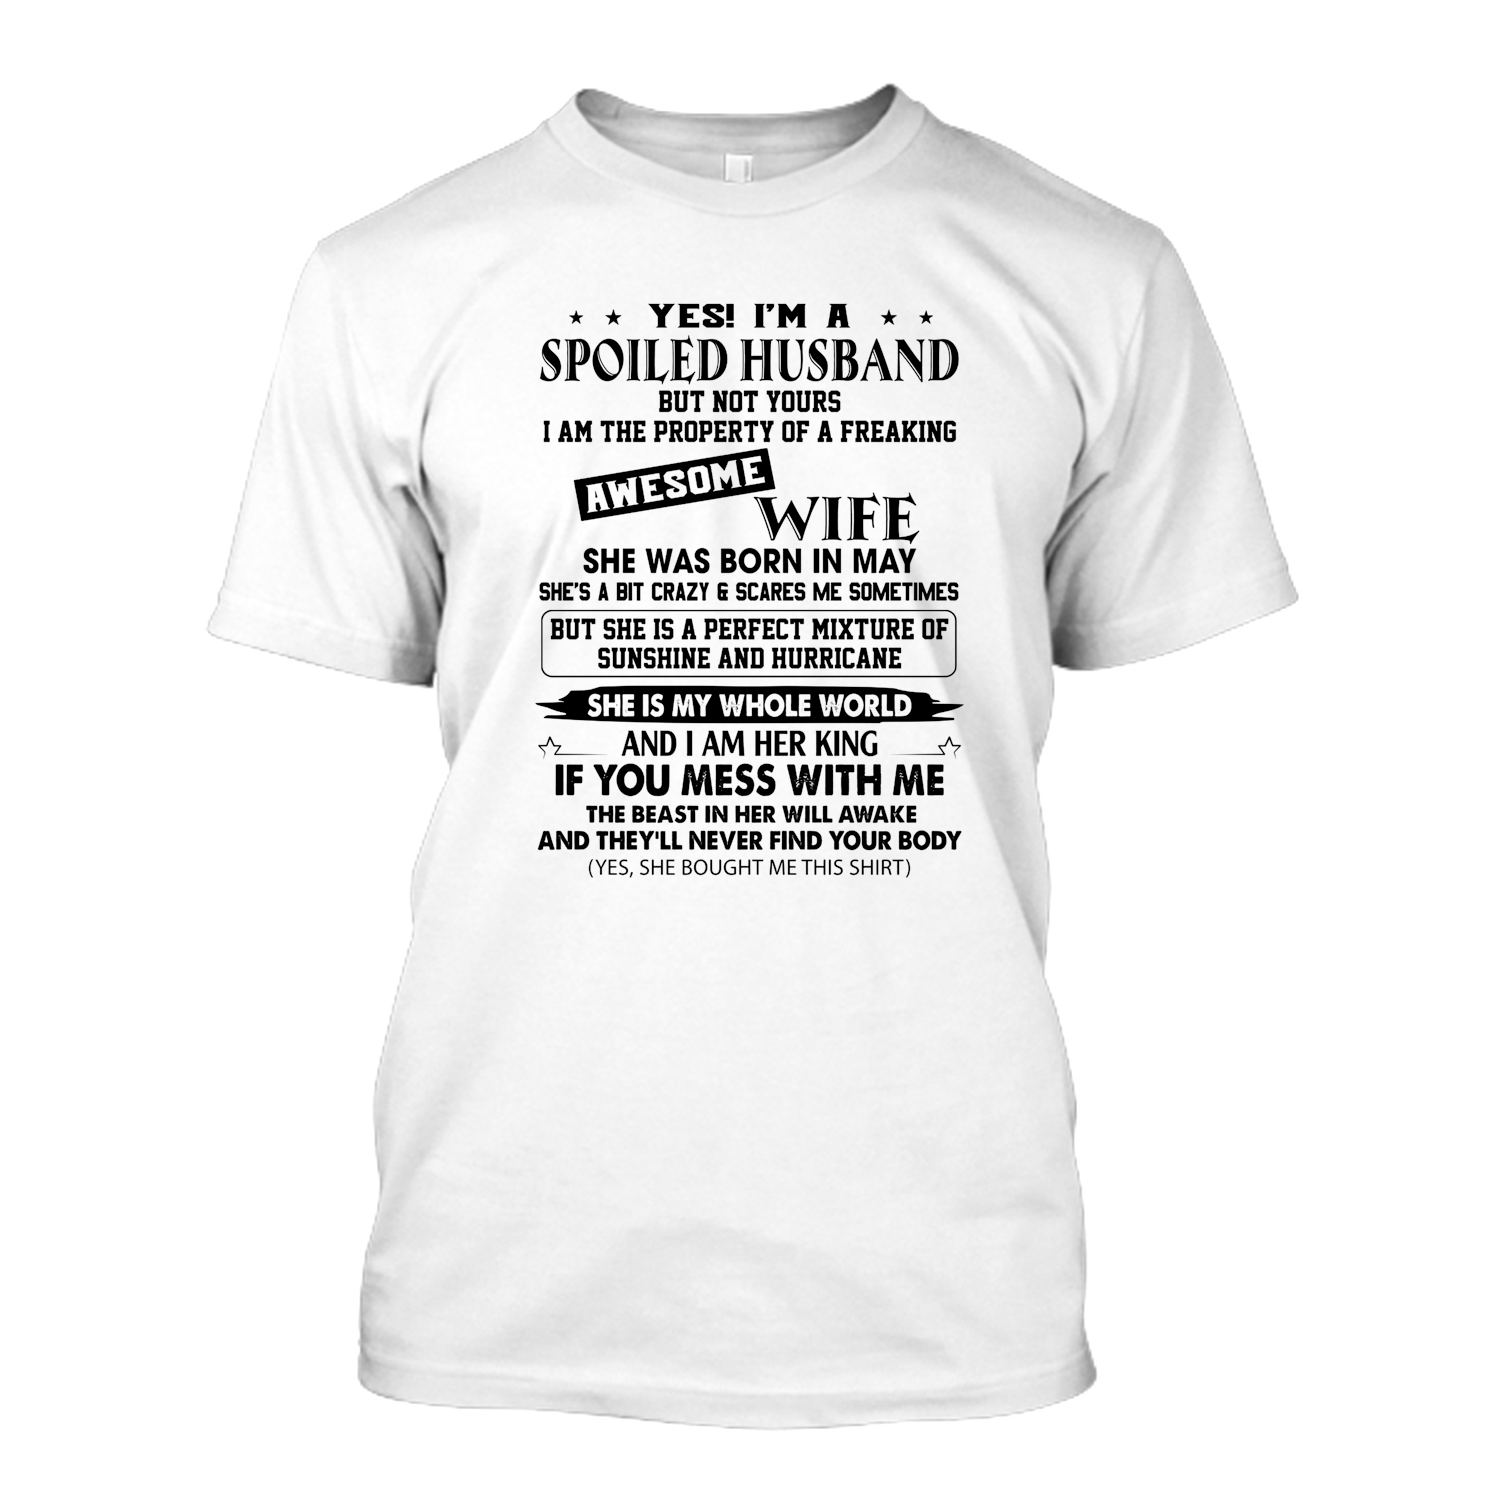 YES! I'M A
SPOILED HUSBAND
BUT NOT YOURS
I AM THE PROPERTY OF A FREAKING
AWESOME
WIFE
SHE WAS BORN IN MAY
SHE'S A BIT CRAZY & SCARES ME SOMETIMES
BUT SHE IS A PERFECT MIXTURE OF
SUNSHINE AND HURRICANE
SHE IS MY WHOLE WORLD
AND I AM HER KING
IF YOU MESS WITH ME
THE BEAST IN HER WILL AWAKE
AND THEY'LL NEVER FIND YOUR BODY
(YES, SHE BOUGHT ME THIS SHIRT)